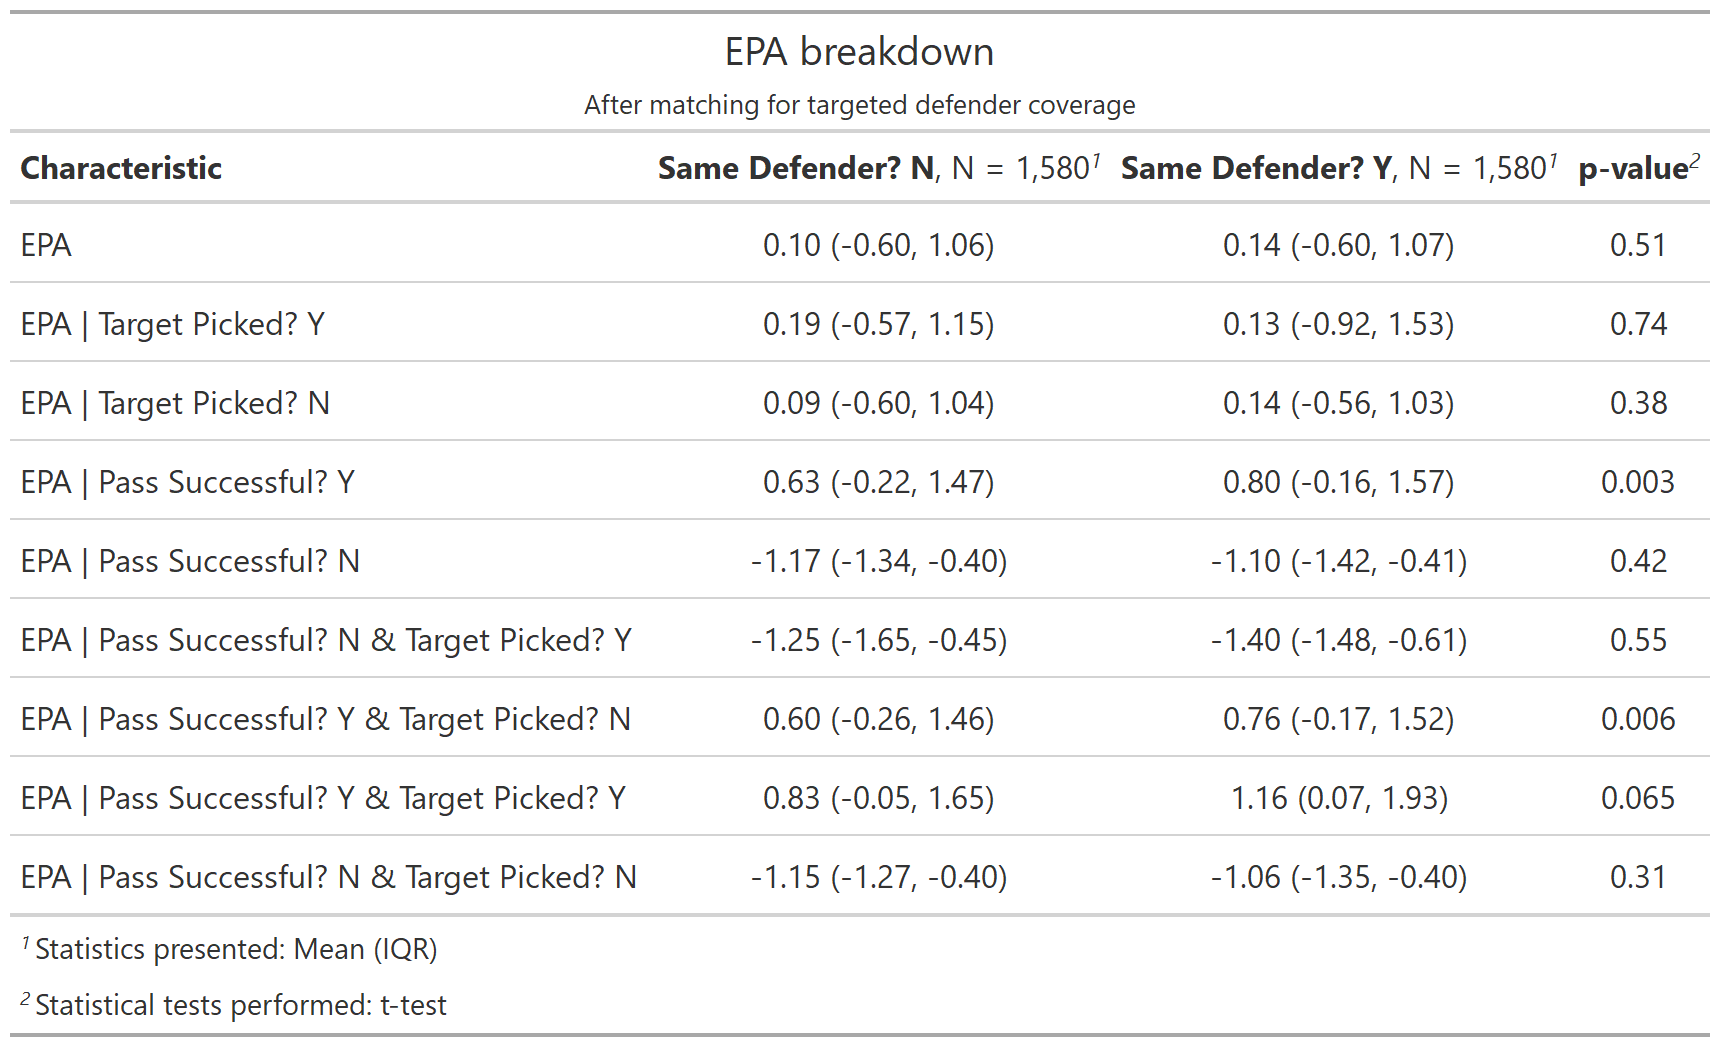 EPA breakdown
After matching for targeted defender coverage
Characteristic Same Defender? N, N = 1,580¹ Same Defender? Y, N = 1,580¹ p-value²
EPA 0.10 (-0.60, 1.06) 0.14 (-0.60, 1.07) 0.51
EPA | Target Picked? Y 0.19 (-0.57, 1.15) 0.13 (-0.92, 1.53) 0.74
EPA | Target Picked? N 0.09 (-0.60, 1.04) 0.14 (-0.56, 1.03) 0.38
EPA | Pass Successful? Y 0.63 (-0.22, 1.47) 0.80 (-0.16, 1.57) 0.003
EPA | Pass Successful? N -1.17 (-1.34, -0.40) -1.10 (-1.42, -0.41) 0.42
EPA | Pass Successful? N & Target Picked? Y -1.25 (-1.65, -0.45) -1.40 (-1.48, -0.61) 0.55
EPA | Pass Successful? Y & Target Picked? N 0.60 (-0.26, 1.46) 0.76 (-0.17, 1.52) 0.006
EPA | Pass Successful? Y & Target Picked? Y 0.83 (-0.05, 1.65) 1.16 (0.07, 1.93) 0.065
EPA | Pass Successful? N & Target Picked? N -1.15 (-1.27, -0.40) -1.06 (-1.35, -0.40) 0.31
¹ Statistics presented: Mean (IQR)
² Statistical tests performed: t-test